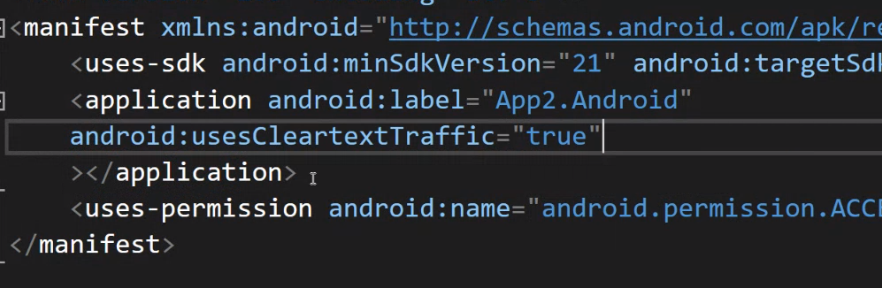 <manifest xmlns:android="http://schemas.android.com/apk/re
<uses-sdk android:minSdkVersion="21" android:targetSdk
<application android:label="App2.Android"
android:usesCleartextTraffic="true"
></application>
<uses-permission android:name="android.permission.ACCE
</manifest>